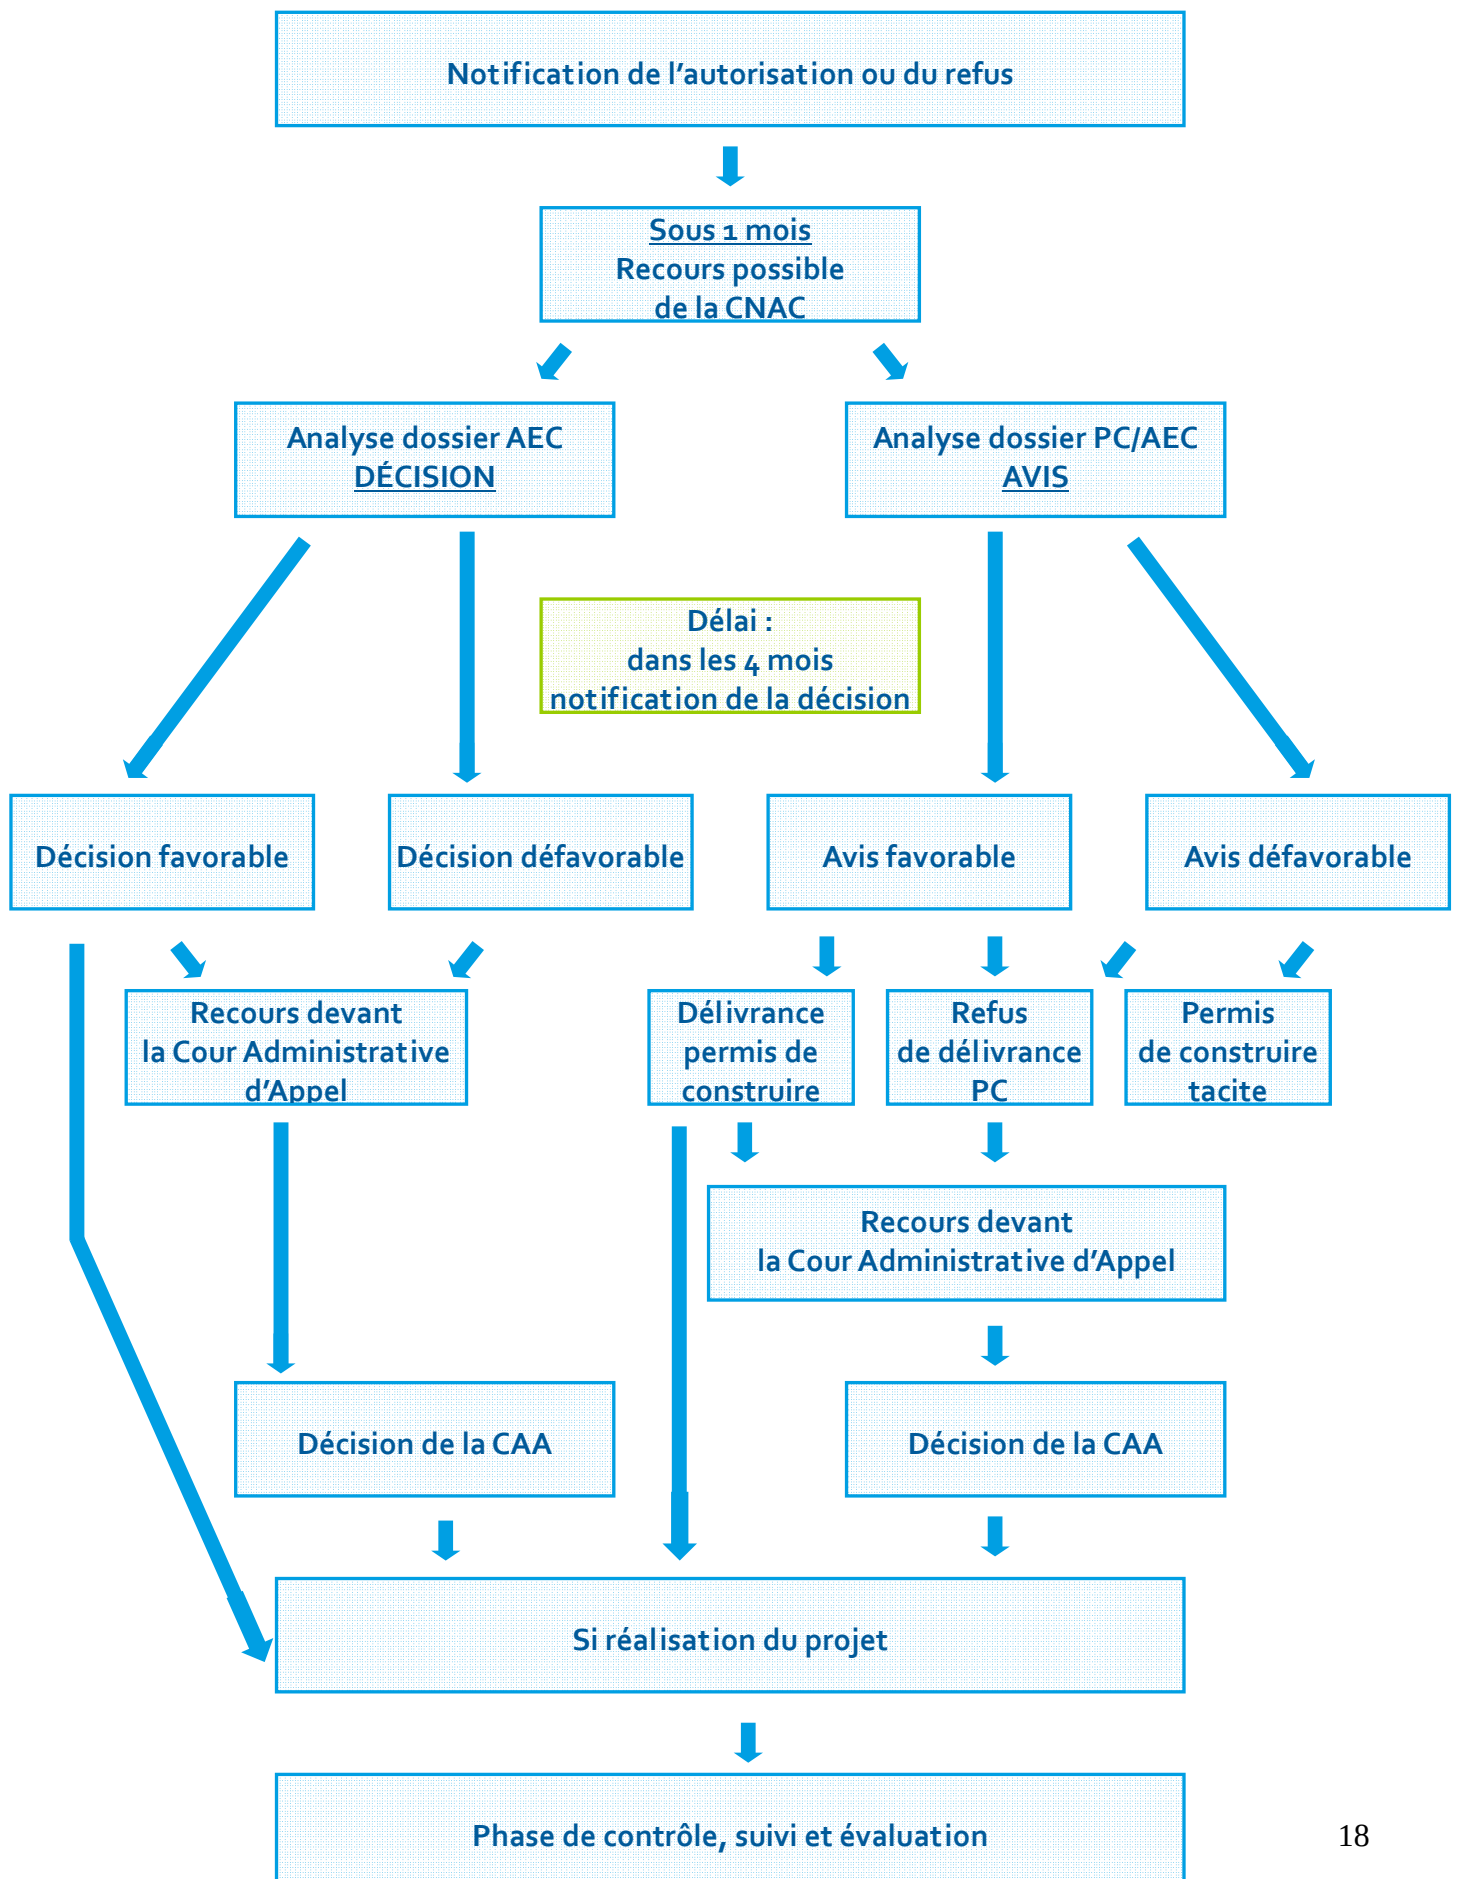 Notification de l'autorisation ou du refus
Sous 1 mois
Recours possible
de la CNAC
Analyse dossier AEC
DÉCISION
Analyse dossier PC/AEC
AVIS
Délai :
dans les 4 mois
notification de la décision
Décision favorable
Décision défavorable
Avis favorable
Avis défavorable
Recours devant
la Cour Administrative
d'Appel
Délivrance
permis de
construire
Refus
de délivrance
PC
Permis
de construire
tacite
Recours devant
la Cour Administrative d'Appel
Décision de la CAA
Décision de la CAA
Si réalisation du projet
Phase de contrôle, suivi et évaluation
18